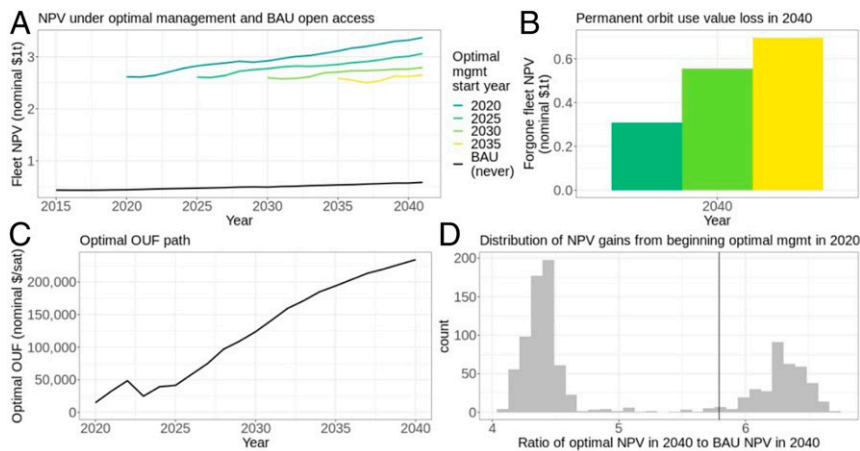 A
NPV under optimal management and BAU open access
Fleet NPV (nominal $1t)
3
2
1
2015 2020 2025 2030 2035 2040
Year
Optimal
mgmt
start year
2020
2025
2030
2035
BAU
(never)
B
Permanent orbit use value loss in 2040
Forgone fleet NPV
(nominal $1t)
0.6
0.4
0.2
0.0
2040
Year
C
Optimal OUF path
Optimal OUF (nominal $/sat)
200,000
150,000
100,000
50,000
0
2020 2025 2030 2035 2040
Year
D
Distribution of NPV gains from beginning optimal mgmt in 2020
count
200
150
100
50
0
4 5 6
Ratio of optimal NPV in 2040 to BAU NPV in 2040